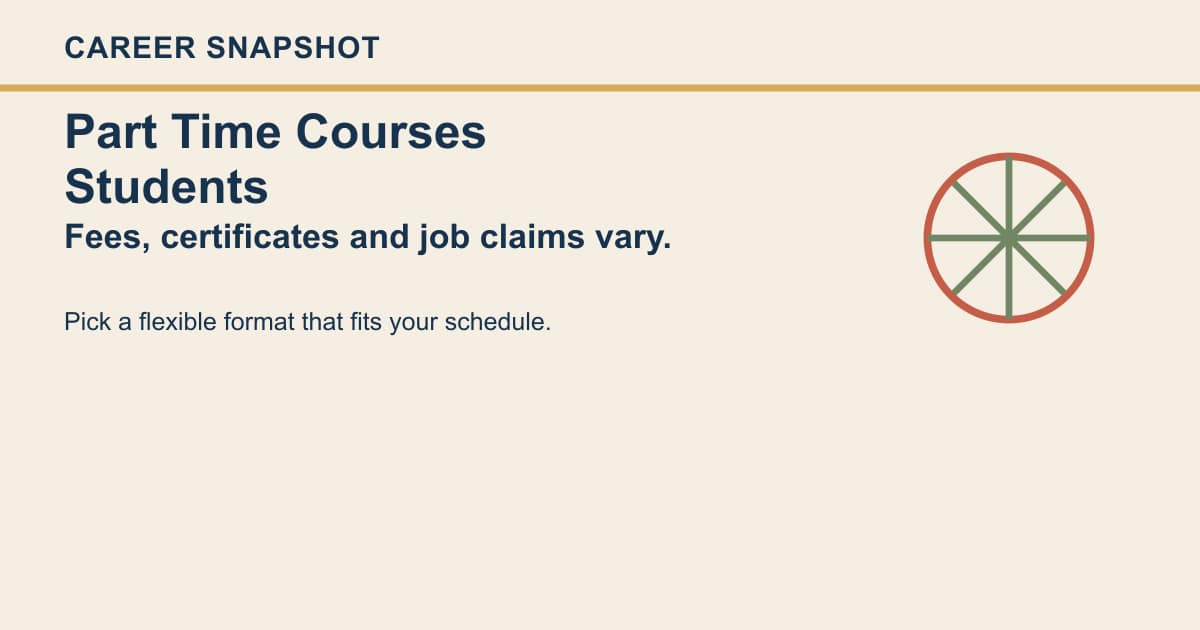 CAREER SNAPSHOT
Part Time Courses
Students
Fees, certificates and job claims vary.
Pick a flexible format that fits your schedule.